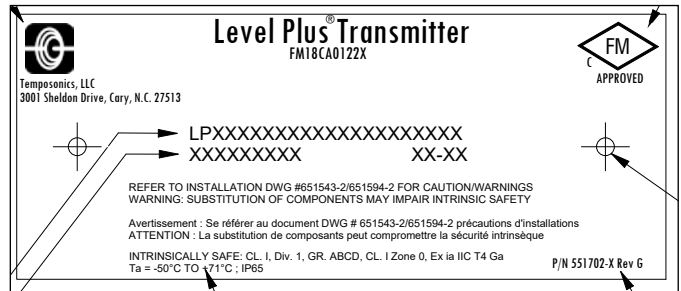 Level Plus® Transmitter
FM18CA0122X
FM
C
APPROVED
Temposonics, LLC
3001 Sheldon Drive, Cary, N.C. 27513
LPXXXXXXXXXXXXXXXXXXXX
XXXXXXXXX XX-XX
REFER TO INSTALLATION DWG #651543-2/651594-2 FOR CAUTION/WARNINGS
WARNING: SUBSTITUTION OF COMPONENTS MAY IMPAIR INTRINSIC SAFETY
Avertissement : Se référer au document DWG # 651543-2/651594-2 précautions d'installations
ATTENTION : La substitution de composants peut compromettre la sécurité intrinsèque
INTRINSICALLY SAFE: CL. I, Div. 1, GR. ABCD, CL. I Zone 0, Ex ia IIC T4 Ga
Ta = -50°C TO +71°C ; IP65
P/N 551702-X Rev G